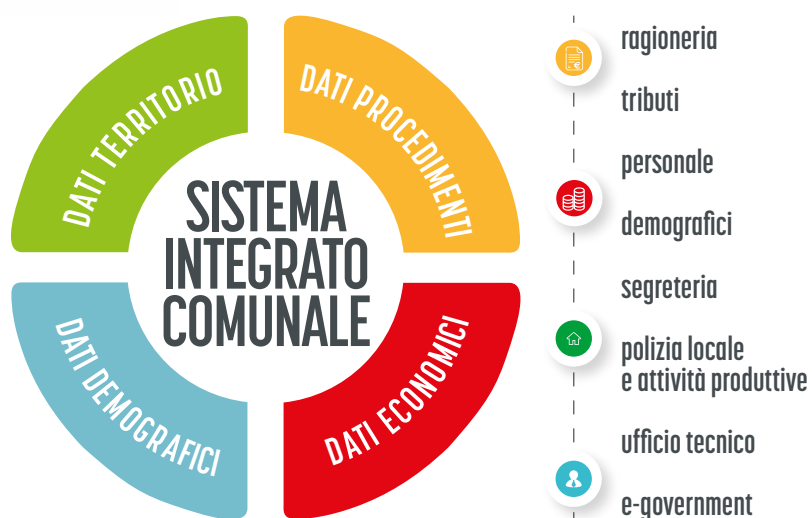 DATI TERRITORIO
DATI PROCEDIMENTI
SISTEMA
INTEGRATO
COMUNALE
DATI DEMOGRAFICI
DATI ECONOMICI
ragioneria
tributi
personale
demografici
segreteria
polizia locale
e attività produttive
ufficio tecnico
e-government